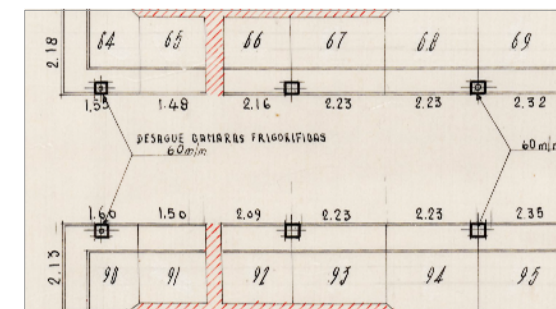 64 65 66 67 68 69
2.18
1.55 1.48 2.16 2.23 2.23 2.32
DESAGUE CAMARAS FRIGORIFICAS
60 m/m
60 m/m
1.60 1.50 2.09 2.23 2.23 2.35
2.13
90 91 92 93 94 95